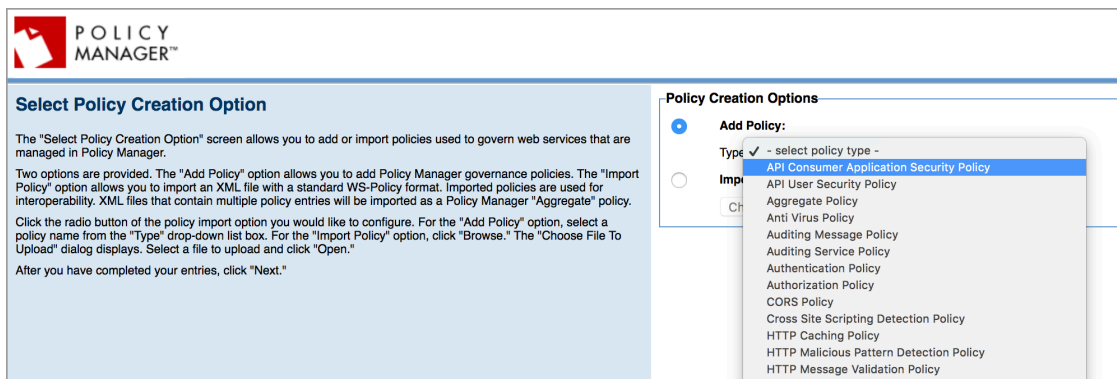 POLICY
MANAGER™
Select Policy Creation Option
The "Select Policy Creation Option" screen allows you to add or import policies used to govern web services that are
managed in Policy Manager.
Two options are provided. The "Add Policy" option allows you to add Policy Manager governance policies. The "Import
Policy" option allows you to import an XML file with a standard WS-Policy format. Imported policies are used for
interoperability. XML files that contain multiple policy entries will be imported as a Policy Manager "Aggregate" policy.
Click the radio button of the policy import option you would like to configure. For the "Add Policy" option, select a
policy name from the "Type" drop-down list box. For the "Import Policy" option, click "Browse." The "Choose File To
Upload" dialog displays. Select a file to upload and click "Open."
After you have completed your entries, click "Next."
Policy Creation Options
Add Policy:
Type
Impo
Ch
✓ - select policy type -
API Consumer Application Security Policy
API User Security Policy
Aggregate Policy
Anti Virus Policy
Auditing Message Policy
Auditing Service Policy
Authentication Policy
Authorization Policy
CORS Policy
Cross Site Scripting Detection Policy
HTTP Caching Policy
HTTP Malicious Pattern Detection Policy
HTTP Message Validation Policy